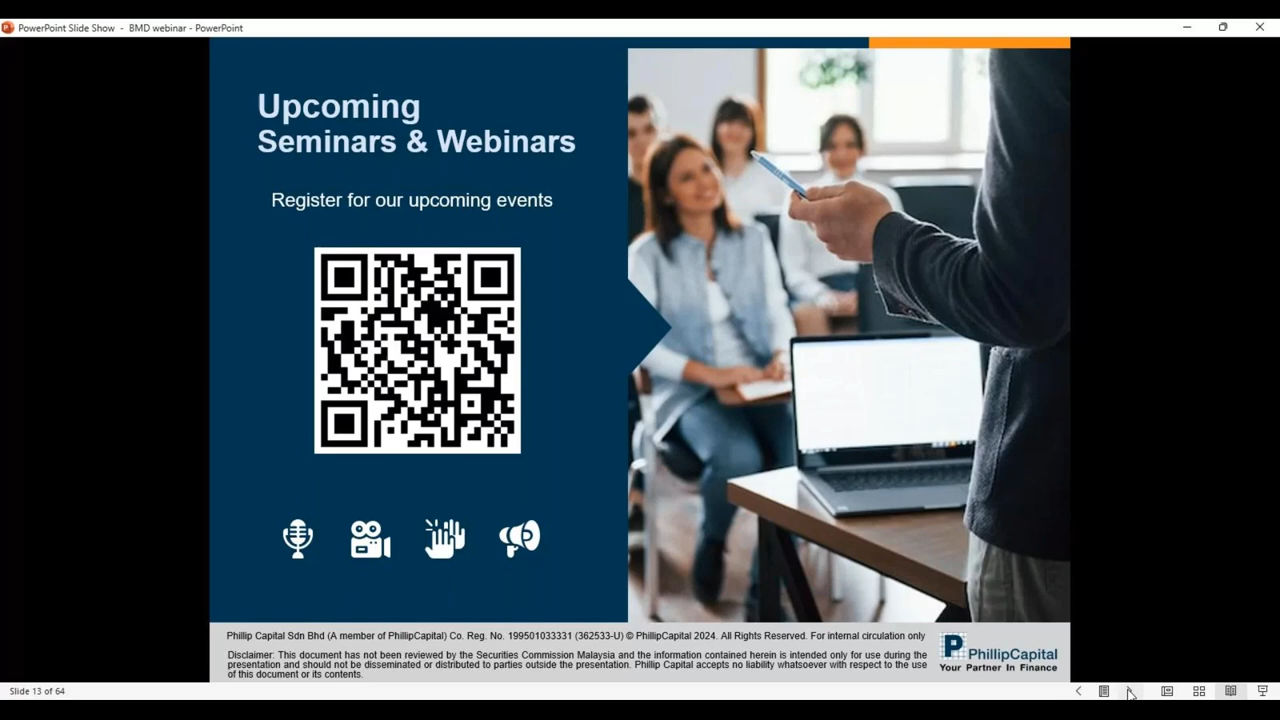 PowerPoint Slide Show - BMD webinar - PowerPoint
Upcoming
Seminars & Webinars
Register for our upcoming events
Phillip Capital Sdn Bhd (A member of PhillipCapital) Co. Reg. No. 199501033331 (362533-U) © PhillipCapital 2024. All Rights Reserved. For internal circulation only
Disclaimer: This document has not been reviewed by the Securities Commission Malaysia and the information contained herein is intended only for use during the
presentation and should not be disseminated or distributed to parties outside the presentation. Phillip Capital accepts no liability whatsoever with respect to the use
of this document or its contents.
PhillipCapital
Your Partner In Finance
Slide 13 of 64